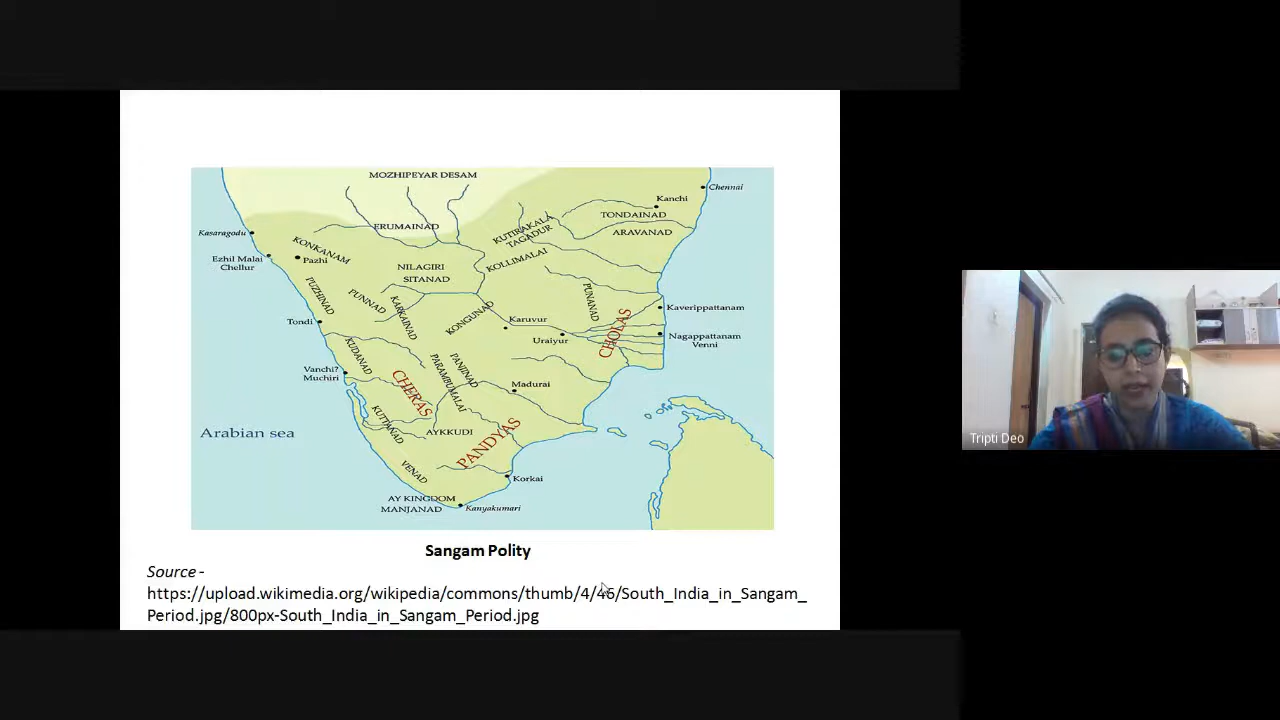 MOZHIPEYAR DESAM
Chennai
Kanchi
TONDAINAD
ERUMAINAD
KUTIRAKALA
TAGADUR
ARAVANAD
Kasaragodu
KONKANAM
Pazhi
Ezhil Malai
Chellur
NILAGIRI
SITANAD
KOLLIMALAI
PUZHINAD
PUNNAD
KARKAINAD
KONGUNAD
PUNANAD
CHOLAS
Kaverippattanam
Tondi
Karuvur
Uraiyur
Nagappattanam
Venni
KUDANAD
Vanchi?
Muchiri
CHERAS
PARAMBUMALAI
PANJINAD
Madurai
KUTTANAD
AYKKUDI
PANDYAS
Arabian sea
VENAD
Korkai
AY KINGDOM
MANJANAD
Kanyakumari
Sangam Polity
Source -
https://upload.wikimedia.org/wikipedia/commons/thumb/4/46/South_India_in_Sangam_
Period.jpg/800px-South_India_in_Sangam_Period.jpg
Tripti Deo